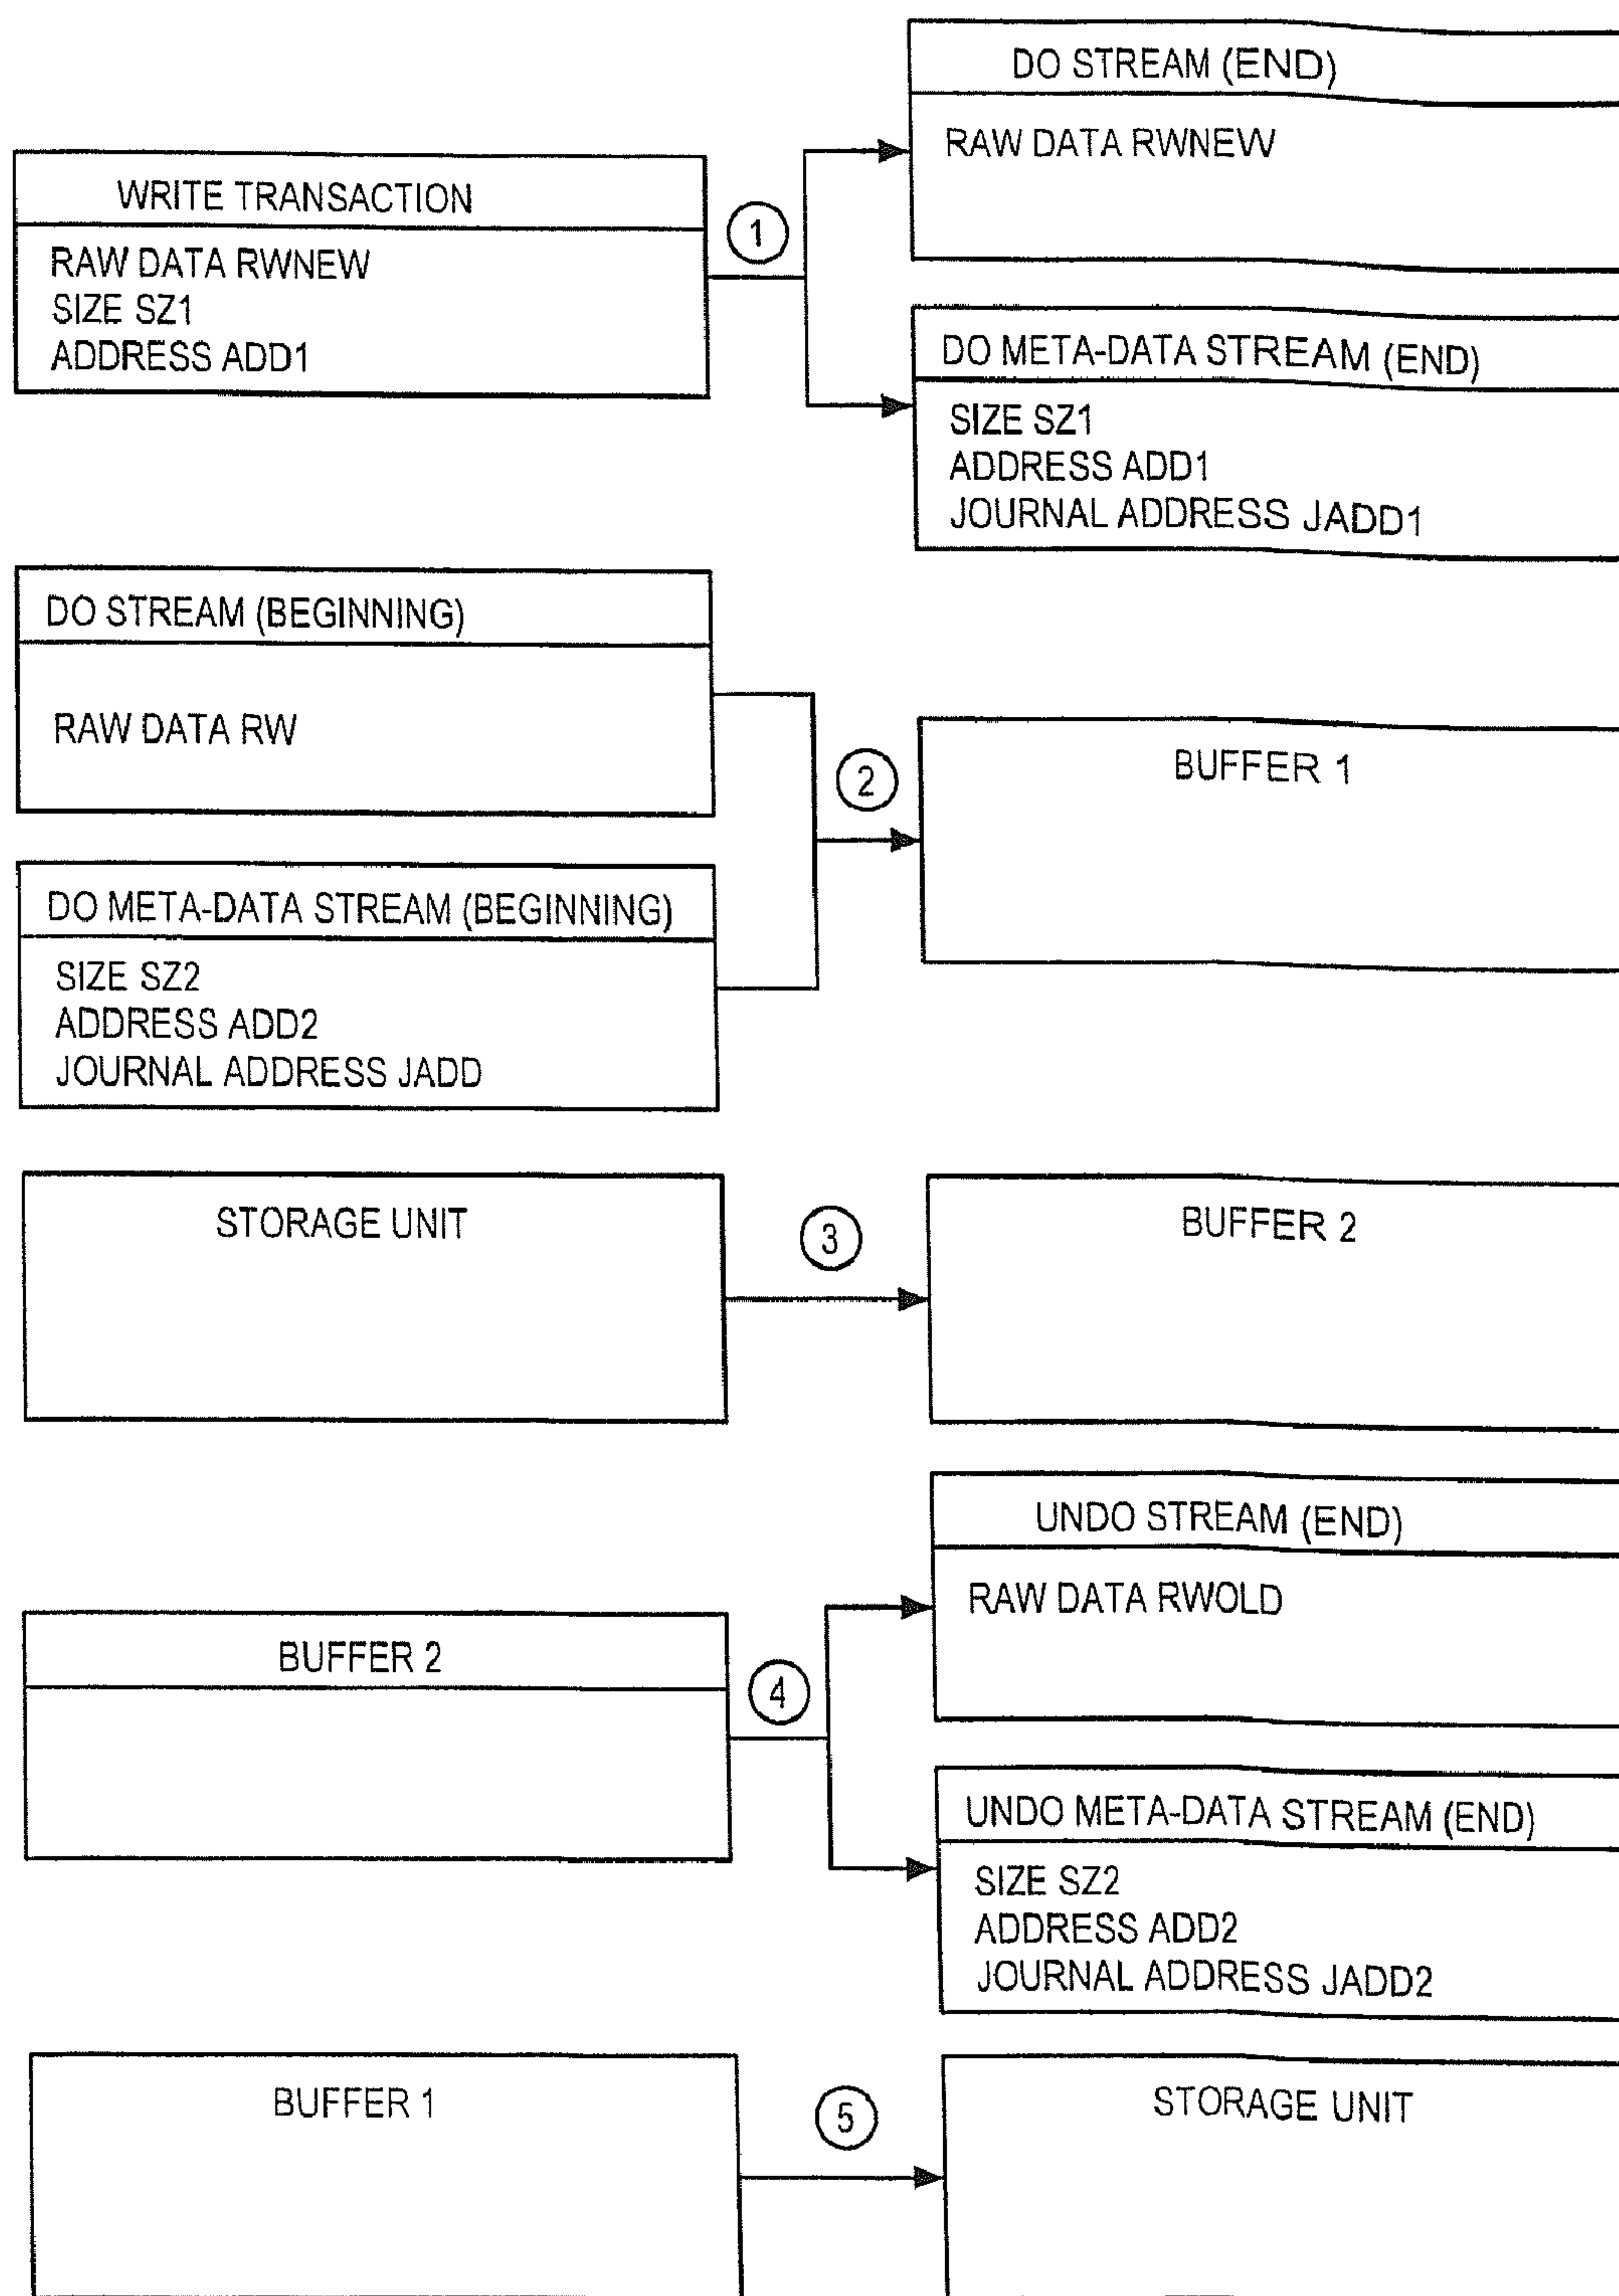 DO STREAM (END)
RAW DATA RWNEW
WRITE TRANSACTION
RAW DATA RWNEW
SIZE SZ1
ADDRESS ADD1
1
DO META-DATA STREAM (END)
SIZE SZ1
ADDRESS ADD1
JOURNAL ADDRESS JADD1
DO STREAM (BEGINNING)
RAW DATA RW
2
BUFFER 1
DO META-DATA STREAM (BEGINNING)
SIZE SZ2
ADDRESS ADD2
JOURNAL ADDRESS JADD
STORAGE UNIT
3
BUFFER 2
UNDO STREAM (END)
RAW DATA RWOLD
BUFFER 2
4
UNDO META-DATA STREAM (END)
SIZE SZ2
ADDRESS ADD2
JOURNAL ADDRESS JADD2
BUFFER 1
5
STORAGE UNIT